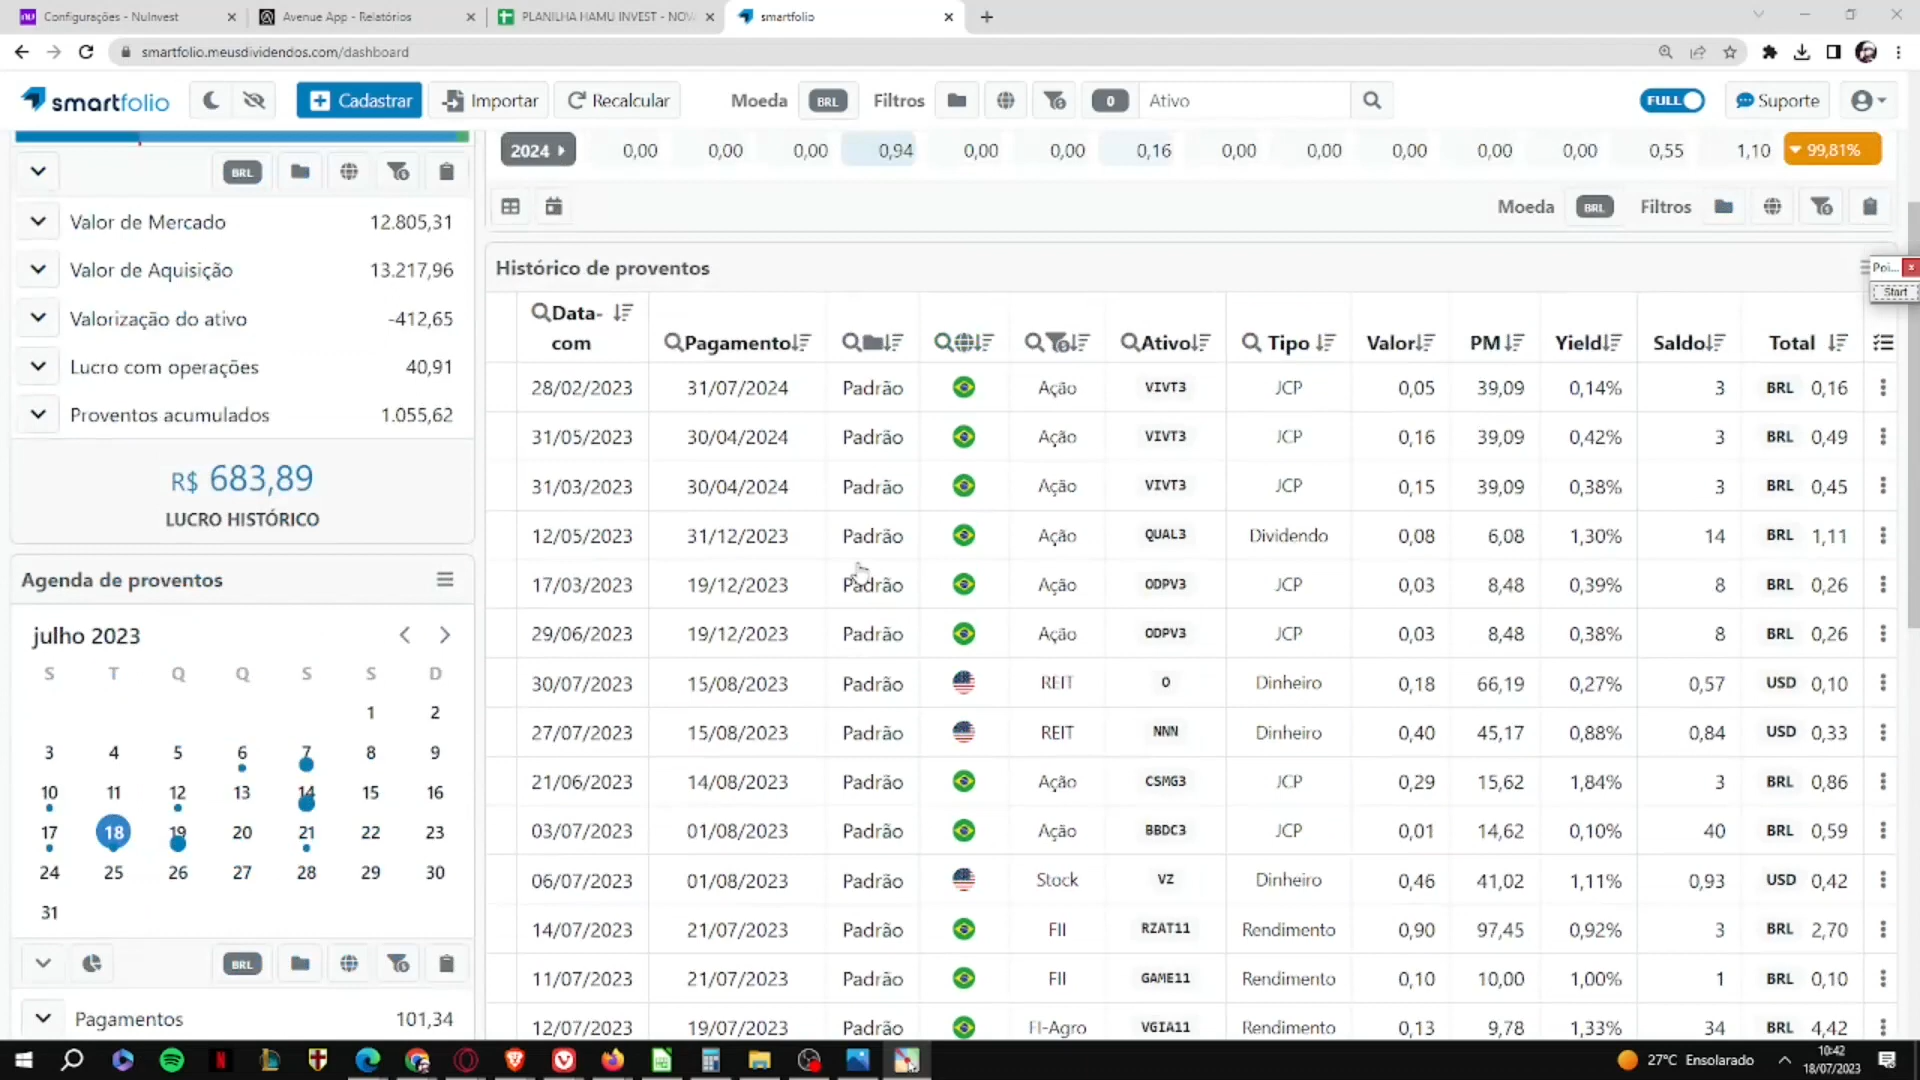 Configurações - NuInvest
Avenue App - Relatórios
PLANILHA HAMU INVEST - NOV
smartfolio
smartfolio.meusdividendos.com/dashboard
smartfolio Cadastrar Importar Recalcular Moeda BRL Filtros 0 Ativo FULL Suporte
2024 0,00 0,00 0,00 0,94 0,00 0,00 0,16 0,00 0,00 0,00 0,00 0,00 0,55 1,10 99,81%
BRL
Moeda BRL Filtros
Valor de Mercado 12.805,31
Valor de Aquisição 13.217,96
Valorização do ativo -412,65
Lucro com operações 40,91
Proventos acumulados 1.055,62
R$ 683,89
LUCRO HISTÓRICO
Agenda de proventos
julho 2023
S T Q Q S S D
1 2
3 4 5 6 7 8 9
10 11 12 13 14 15 16
17 18 19 20 21 22 23
24 25 26 27 28 29 30
31
BRL
Pagamentos 101,34
Histórico de proventos
Poi...
Start
Data-com Pagamento Ativo Tipo Valor PM Yield Saldo Total
28/02/2023 31/07/2024 Padrão Ação VIVT3 JCP 0,05 39,09 0,14% 3 BRL 0,16
31/05/2023 30/04/2024 Padrão Ação VIVT3 JCP 0,16 39,09 0,42% 3 BRL 0,49
31/03/2023 30/04/2024 Padrão Ação VIVT3 JCP 0,15 39,09 0,38% 3 BRL 0,45
12/05/2023 31/12/2023 Padrão Ação QUAL3 Dividendo 0,08 6,08 1,30% 14 BRL 1,11
17/03/2023 19/12/2023 Padrão Ação ODPV3 JCP 0,03 8,48 0,39% 8 BRL 0,26
29/06/2023 19/12/2023 Padrão Ação ODPV3 JCP 0,03 8,48 0,38% 8 BRL 0,26
30/07/2023 15/08/2023 Padrão REIT O Dinheiro 0,18 66,19 0,27% 0,57 USD 0,10
27/07/2023 15/08/2023 Padrão REIT NNN Dinheiro 0,40 45,17 0,88% 0,84 USD 0,33
21/06/2023 14/08/2023 Padrão Ação CSMG3 JCP 0,29 15,62 1,84% 3 BRL 0,86
03/07/2023 01/08/2023 Padrão Ação BBDC3 JCP 0,01 14,62 0,10% 40 BRL 0,59
06/07/2023 01/08/2023 Padrão Stock VZ Dinheiro 0,46 41,02 1,11% 0,93 USD 0,42
14/07/2023 21/07/2023 Padrão FII RZAT11 Rendimento 0,90 97,45 0,92% 3 BRL 2,70
11/07/2023 21/07/2023 Padrão FII GAME11 Rendimento 0,10 10,00 1,00% 1 BRL 0,10
12/07/2023 19/07/2023 Padrão FI-Agro VGIA11 Rendimento 0,13 9,78 1,33% 34 BRL 4,42
27°C Ensolarado
10:42
18/07/2023